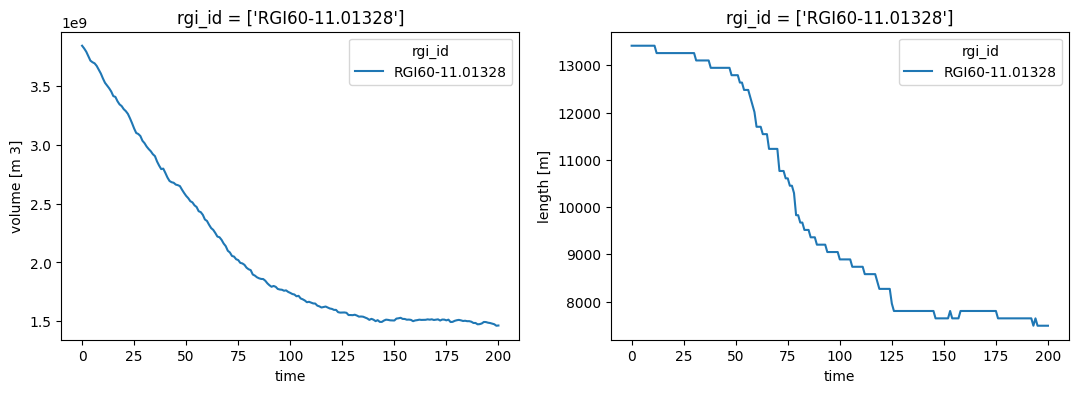 rgi_id = ['RGI60-11.01328']
1e9
rgi_id
RGI60-11.01328
3.5
3.0
2.5
2.0
1.5
volume [m 3]
0 25 50 75 100 125 150 175 200
time
rgi_id = ['RGI60-11.01328']
rgi_id
RGI60-11.01328
13000
12000
11000
10000
9000
8000
length [m]
0 25 50 75 100 125 150 175 200
time